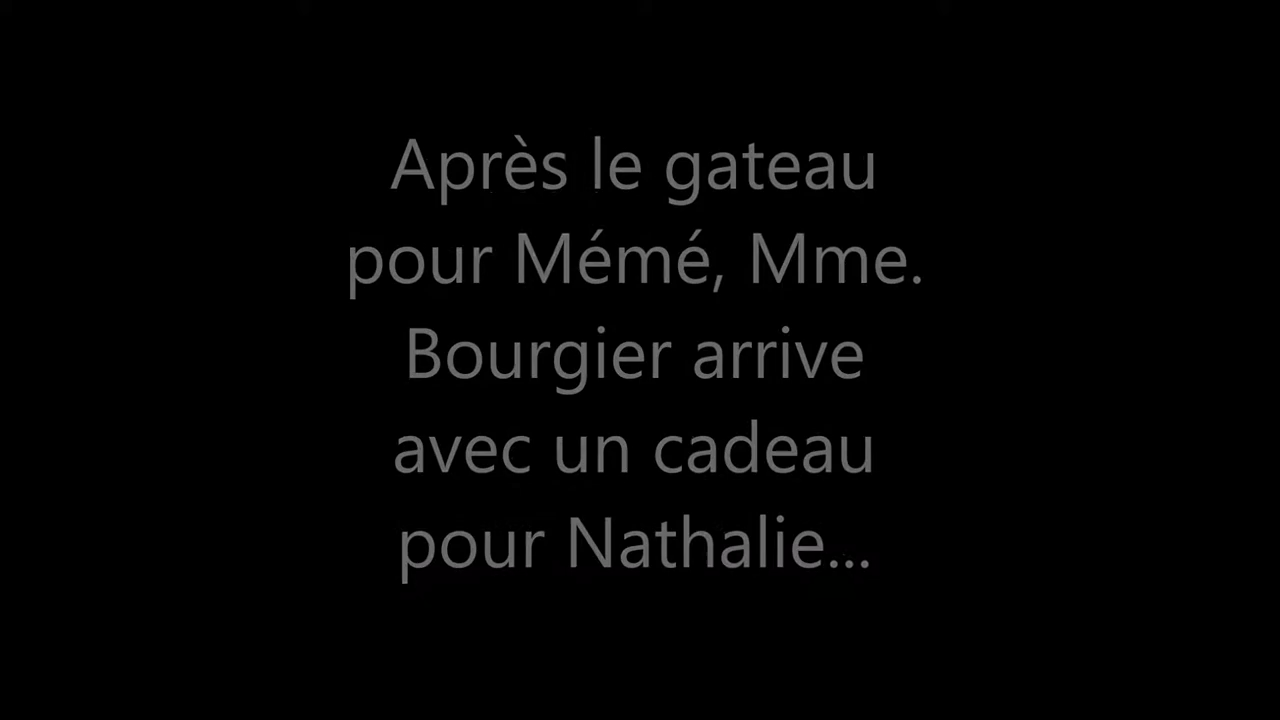 Après le gateau
pour Mémé, Mme.
Bourgier arrive
avec un cadeau
pour Nathalie...